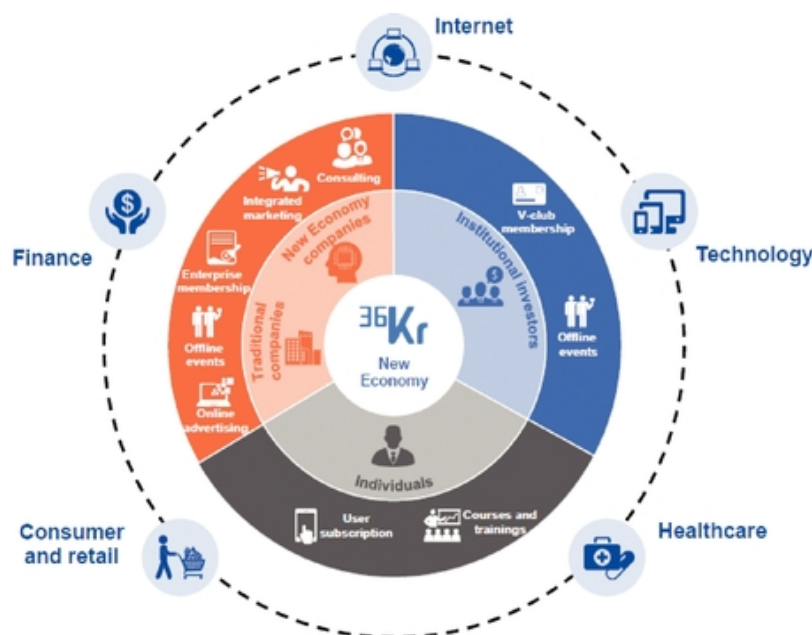 Internet
Finance
Technology
Consumer
and retail
Healthcare
Consulting
Integrated
marketing
Enterprise
membership
Offline
events
Online
advertising
New Economy
companies
Traditional
companies
V-club
membership
Offline
events
Institutional
investors
36Kr
New
Economy
Individuals
User
subscription
Courses and
trainings